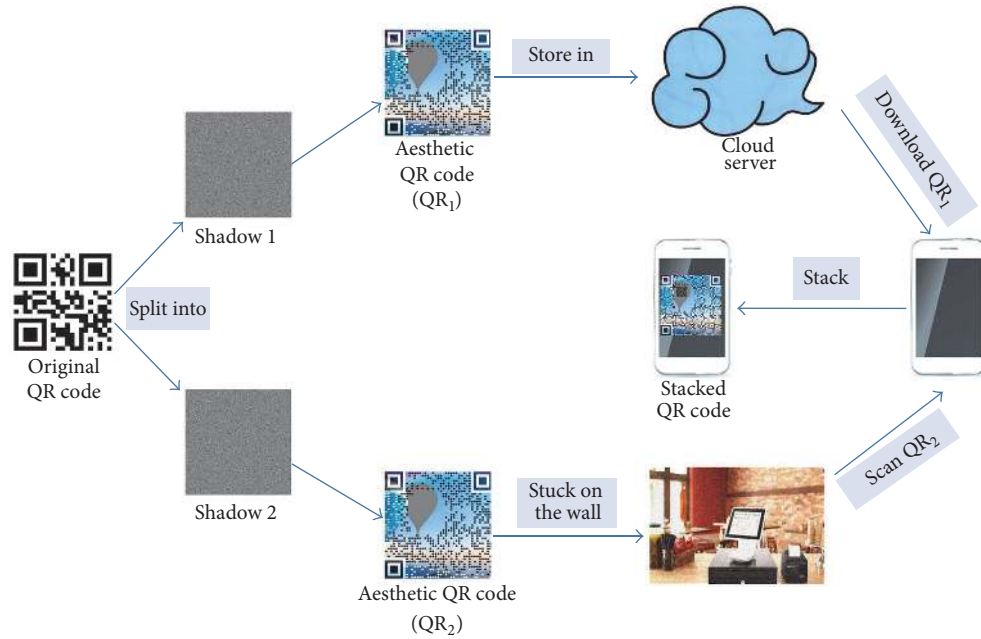 Store in
Aesthetic
QR code
(QR₁)
Cloud
server
Download QR₁
Shadow 1
Split into
Original
QR code
Stack
Stacked
QR code
Shadow 2
Stuck on
the wall
Scan QR₂
Aesthetic QR code
(QR₂)